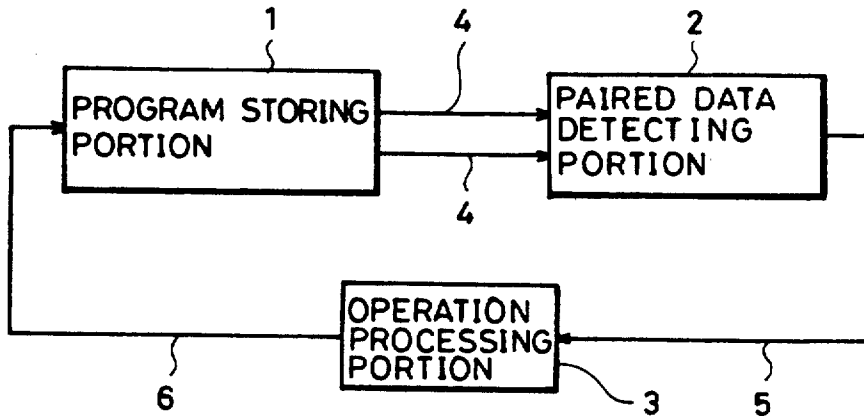 1
4
2
PROGRAM STORING
PORTION
PAIRED DATA
DETECTING
PORTION
4
OPERATION
PROCESSING
PORTION
6
3
5